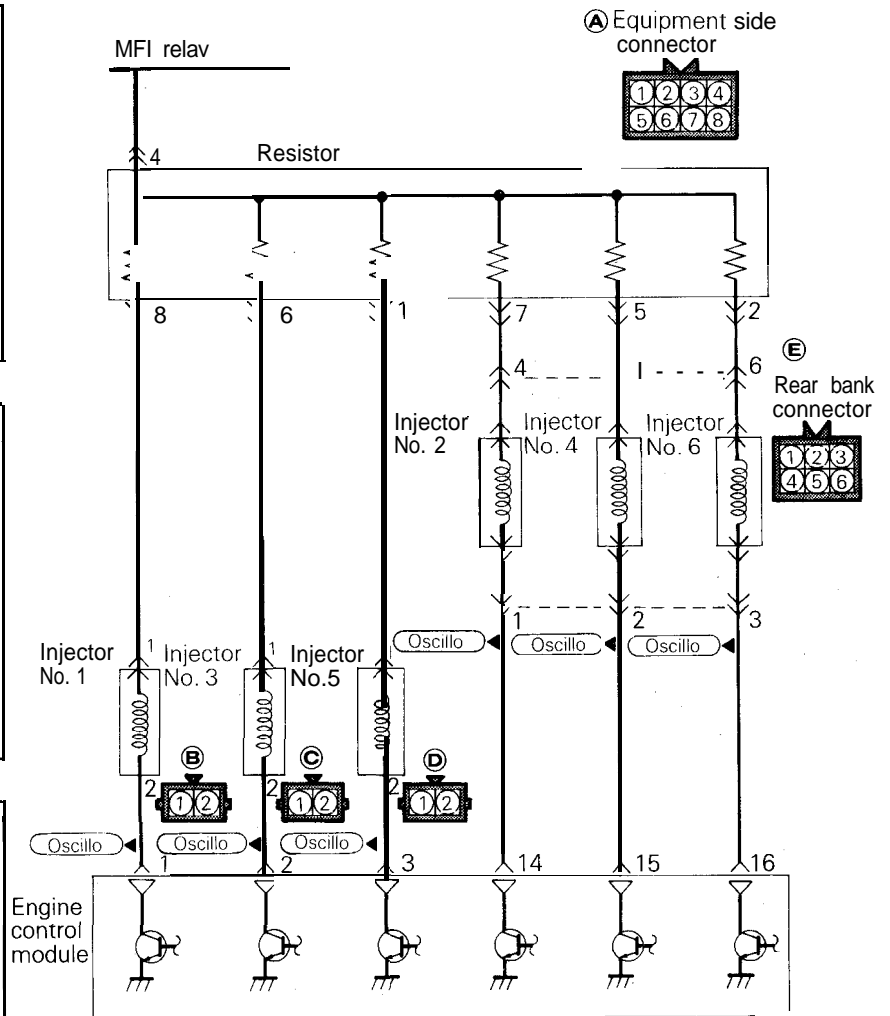 Ⓐ Equipment side
connector
MFI relav
1 2 3 4
5 6 7 8
4
Resistor
8 6 1 7 5 2
Ⓔ
4 I 6
Rear bank
connector
Injector
No. 2
Injector
No. 4
Injector
No. 6
1 2 3
4 5 6
1 2 3
Oscillo Oscillo Oscillo
Injector
No. 1
Injector
No. 3
Injector
No.5
1 1
Ⓑ Ⓒ Ⓓ
2 2 2
1 2 1 2 1 2
Oscillo Oscillo Oscillo
1 2 3 14 15 16
Engine
control
module